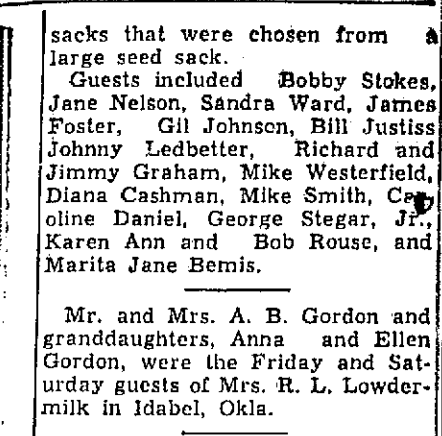 sacks that were chosen from a
large seed sack.
Guests included Bobby Stokes,
Jane Nelson, Sandra Ward, James
Foster, Gil Johnson, Bill Justiss
Johnny Ledbetter, Richard and
Jimmy Graham, Mike Westerfield,
Diana Cashman, Mike Smith, Car-
oline Daniel, George Stegar, Jr.,
Karen Ann and Bob Rouse, and
Marita Jane Bemis.
Mr. and Mrs. A. B. Gordon and
granddaughters, Anna and Ellen
Gordon, were the Friday and Sat-
urday guests of Mrs. R. L. Lowder-
milk in Idabel, Okla.